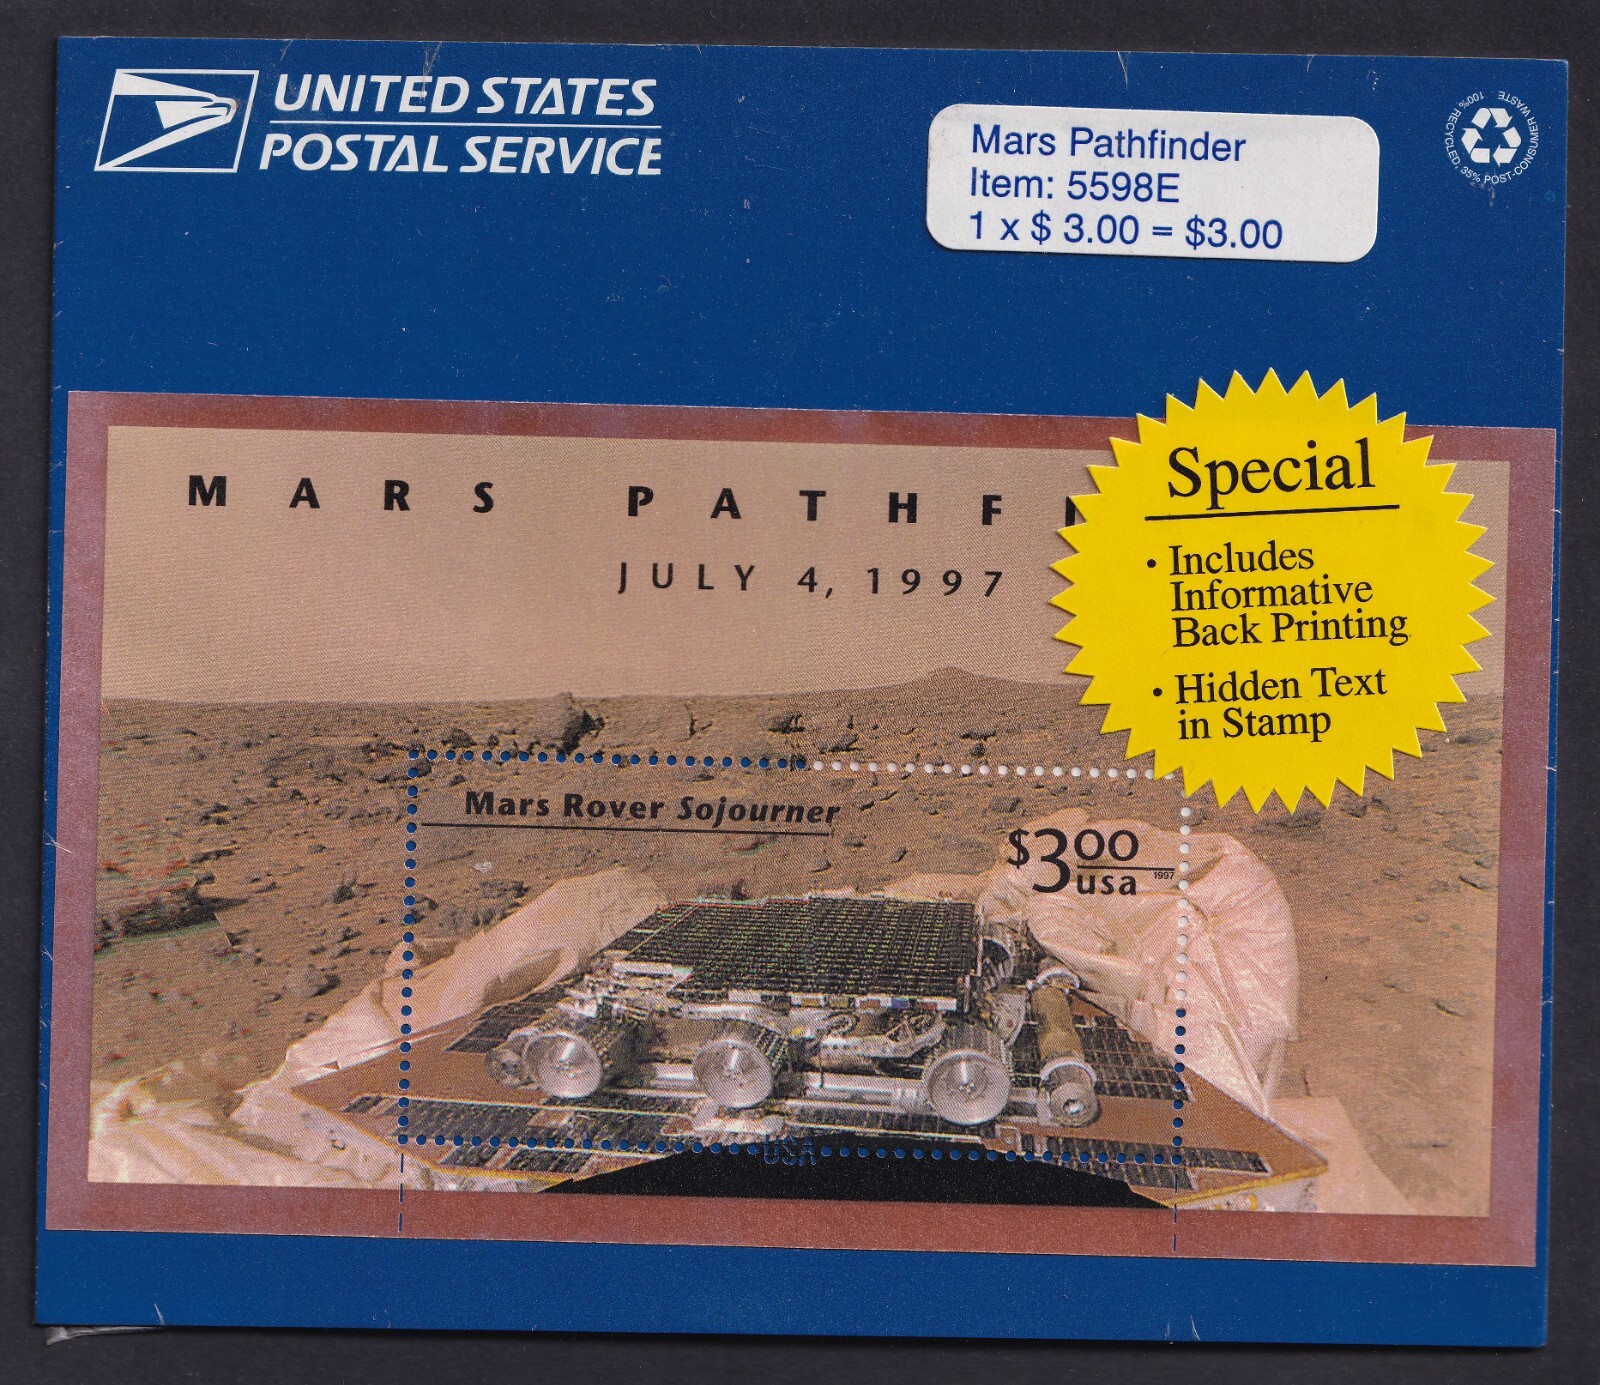 UNITED STATES
POSTAL SERVICE
Mars Pathfinder
Item: 5598E
1 x $ 3.00 = $3.00
100% RECYCLED, 35% POST-CONSUMER WASTE
MARS PATHF
JULY 4, 1997
Special
• Includes
Informative
Back Printing
• Hidden Text
in Stamp
Mars Rover Sojourner
$3.00
usa 1997
USA